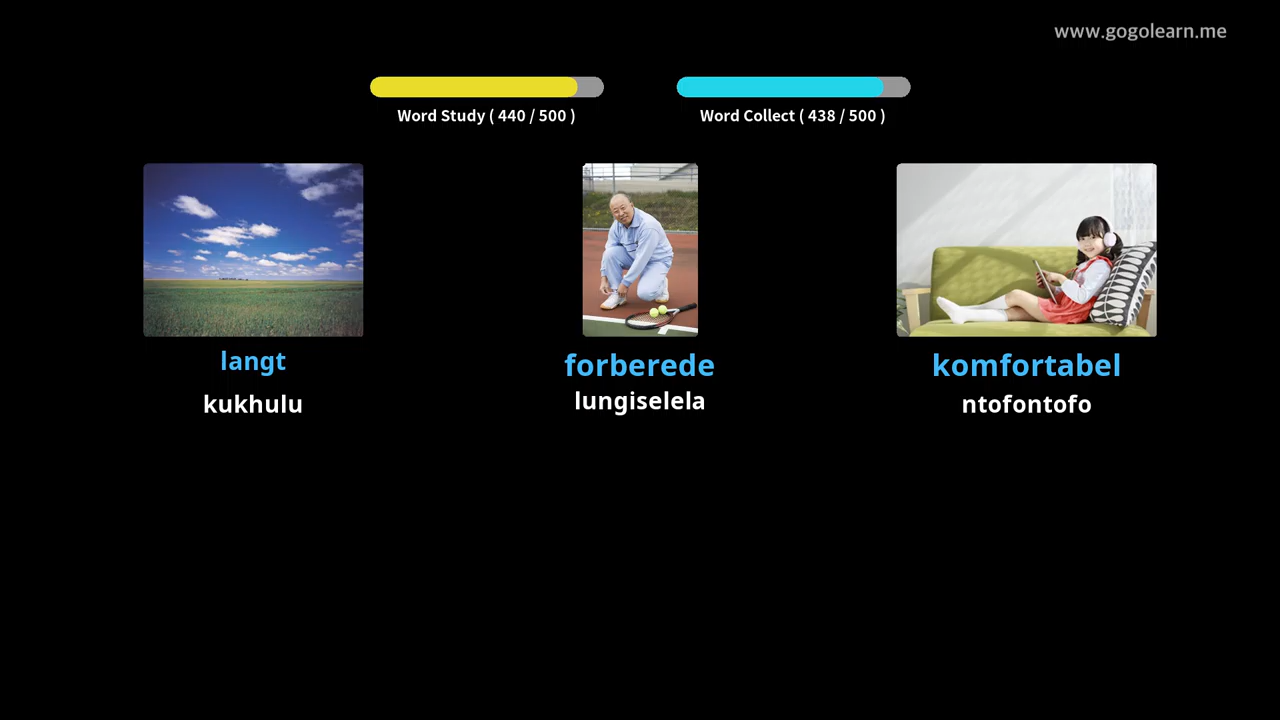 www.gogolearn.me
Word Study ( 440 / 500 )
Word Collect ( 438 / 500 )
langt
kukhulu
forberede
lungiselela
komfortabel
ntofontofo